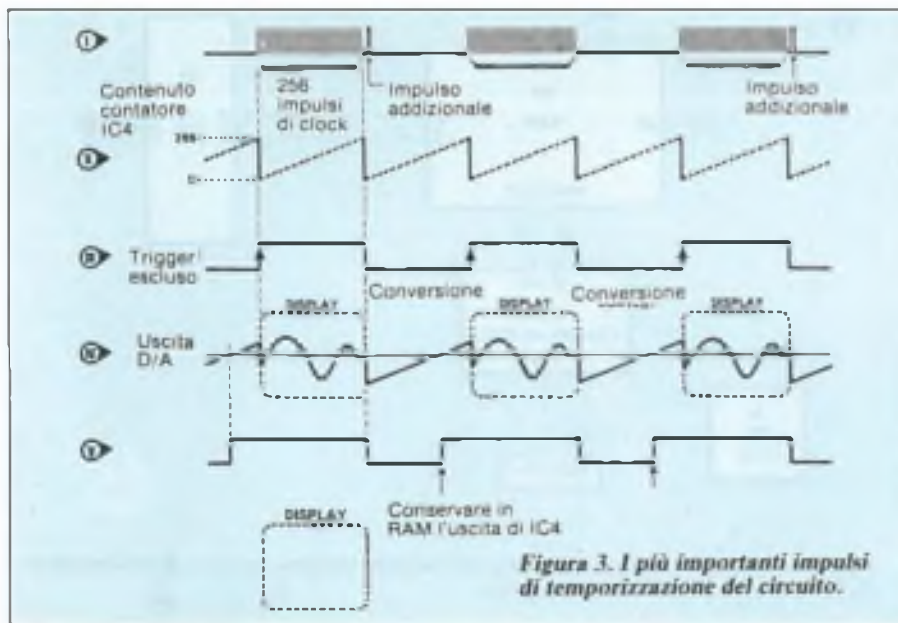 I
Contenuto
contatore
IC4
256
impulsi
di clock
Impulso
addizionale
Impulso
addizionale
0
Trigger
escluso
Conversione
Conversione
DISPLAY
DISPLAY
DISPLAY
Uscita
D/A
IV
V
DISPLAY
Conservare in
RAM l'uscita di IC4
Figura 3. I più importanti impulsi
di temporizzazione del circuito.